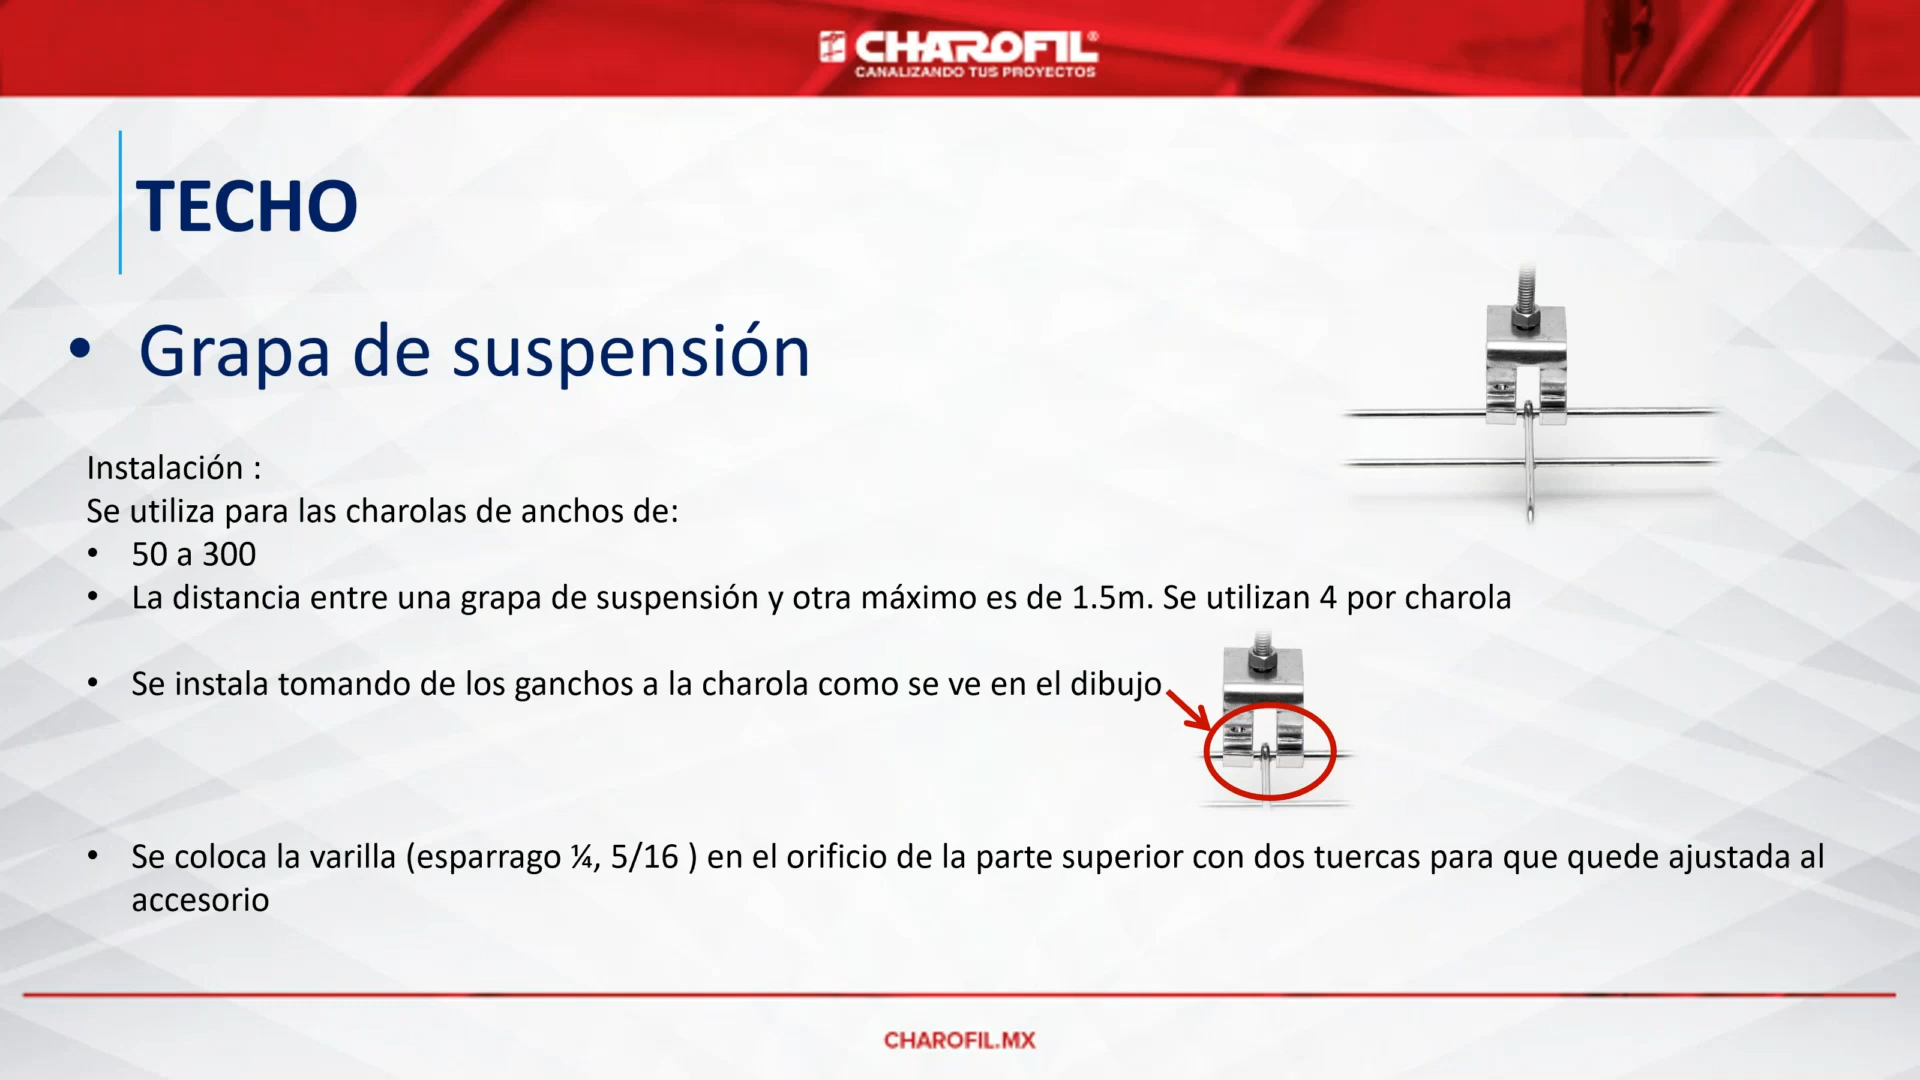 CHAROFIL®
CANALIZANDO TUS PROYECTOS
TECHO
• Grapa de suspensión
Instalación :
Se utiliza para las charolas de anchos de:
• 50 a 300
• La distancia entre una grapa de suspensión y otra máximo es de 1.5m. Se utilizan 4 por charola
• Se instala tomando de los ganchos a la charola como se ve en el dibujo
• Se coloca la varilla (esparrago ¼, 5/16 ) en el orificio de la parte superior con dos tuercas para que quede ajustada al
accesorio
CHAROFIL.MX